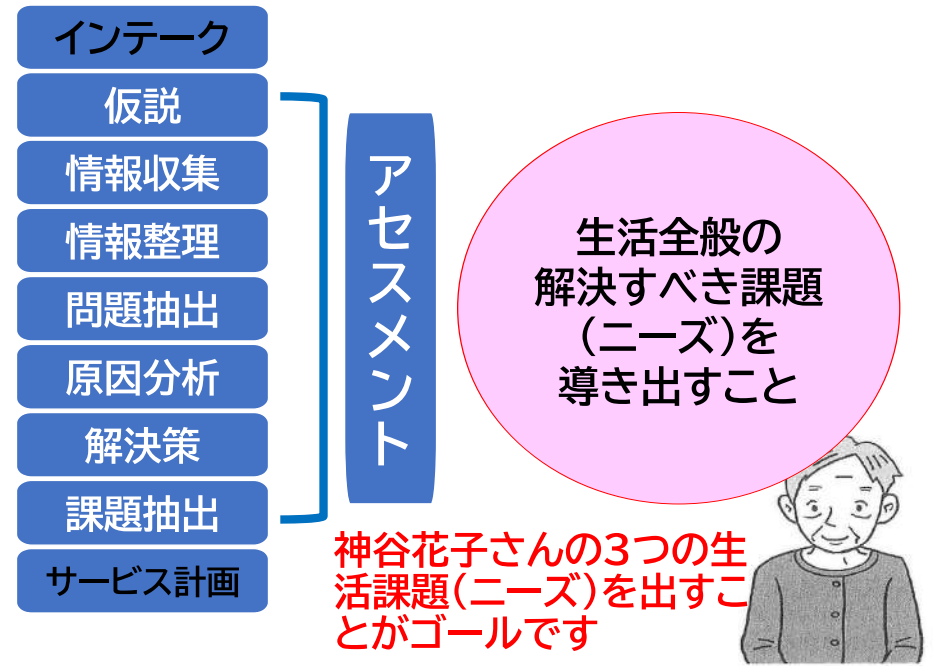 インテーク
仮説
情報収集
情報整理
問題抽出
原因分析
解決策
課題抽出
サービス計画
アセスメント
生活全般の
解決すべき課題
（ニーズ）を
導き出すこと
神谷花子さんの3つの生
活課題（ニーズ）を出すこ
とがゴールです